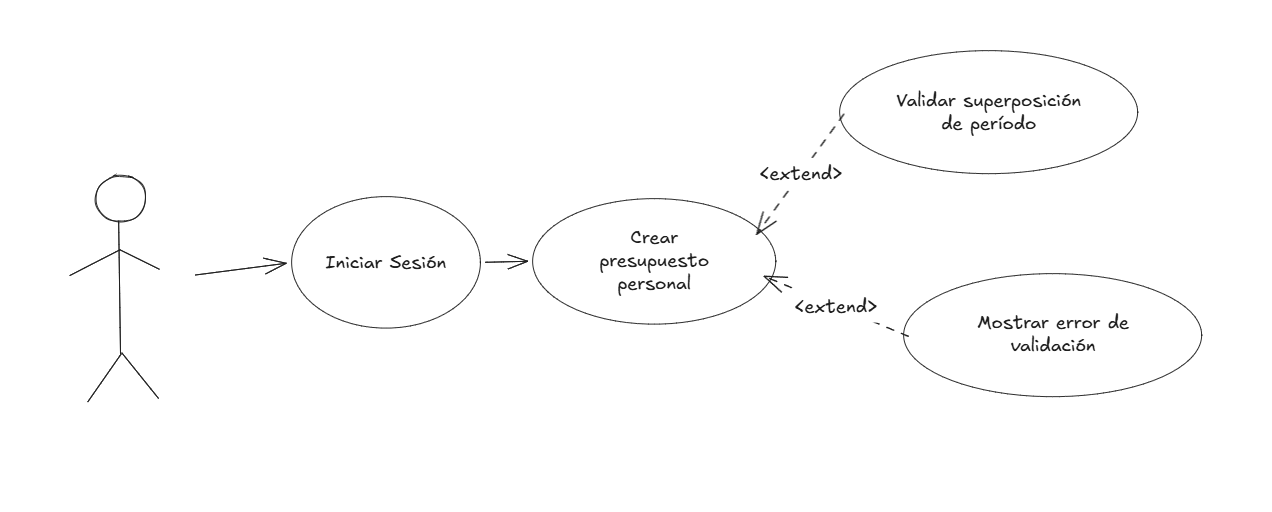 Validar superposición
de período
<extend>
Iniciar Sesión
Crear
presupuesto
personal
<extend>
Mostrar error de
validación